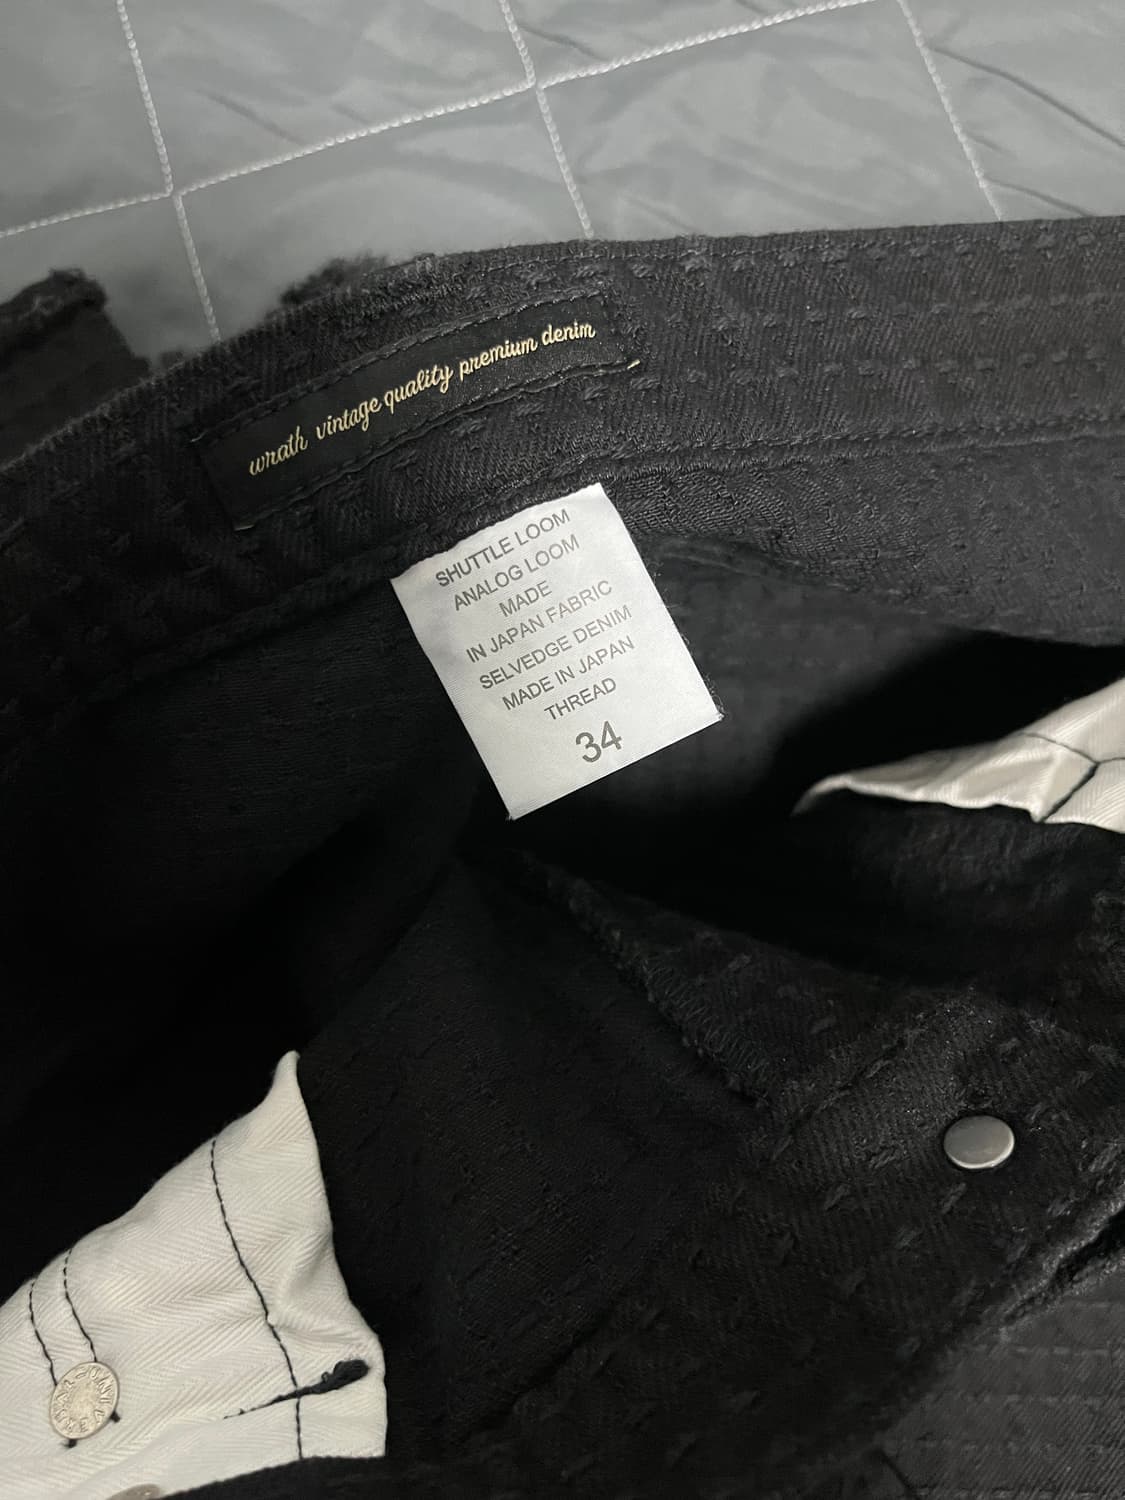 wrath vintage quality premium denim
SHUTTLE LOOM
ANALOG LOOM
MADE
IN JAPAN FABRIC
SELVEDGE DENIM
MADE IN JAPAN
THREAD
34